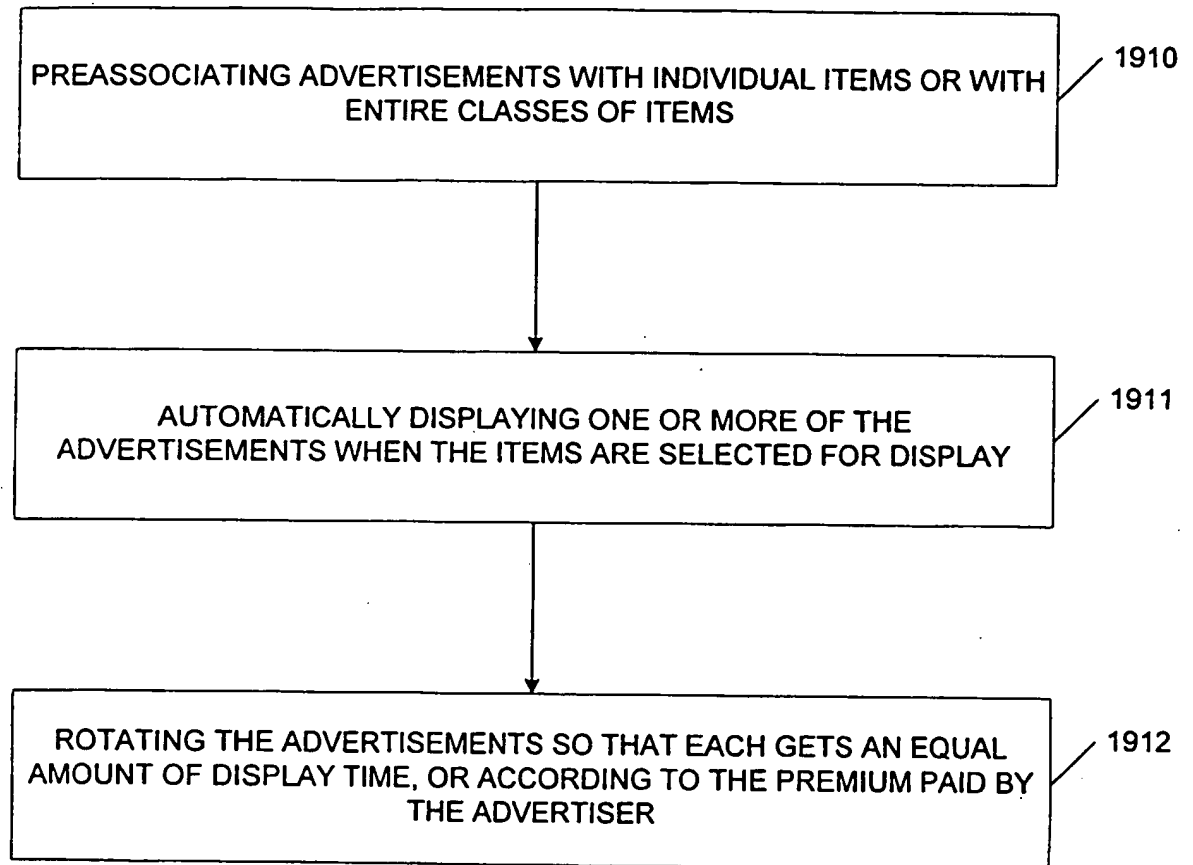 PREASSOCIATING ADVERTISEMENTS WITH INDIVIDUAL ITEMS OR WITH
ENTIRE CLASSES OF ITEMS
1910
AUTOMATICALLY DISPLAYING ONE OR MORE OF THE
ADVERTISEMENTS WHEN THE ITEMS ARE SELECTED FOR DISPLAY
1911
ROTATING THE ADVERTISEMENTS SO THAT EACH GETS AN EQUAL
AMOUNT OF DISPLAY TIME, OR ACCORDING TO THE PREMIUM PAID BY
THE ADVERTISER
1912